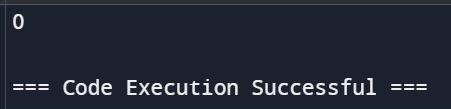 0
=== Code Execution Successful ===